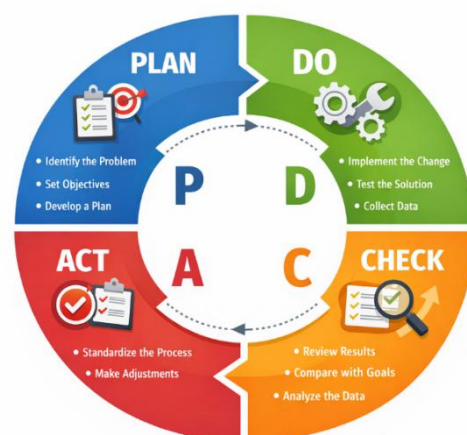 PLAN
• Identify the Problem
• Set Objectives
• Develop a Plan
DO
• Implement the Change
• Test the Solution
• Collect Data
P
D
A
C
ACT
• Standardize the Process
• Make Adjustments
CHECK
• Review Results
• Compare with Goals
• Analyze the Data